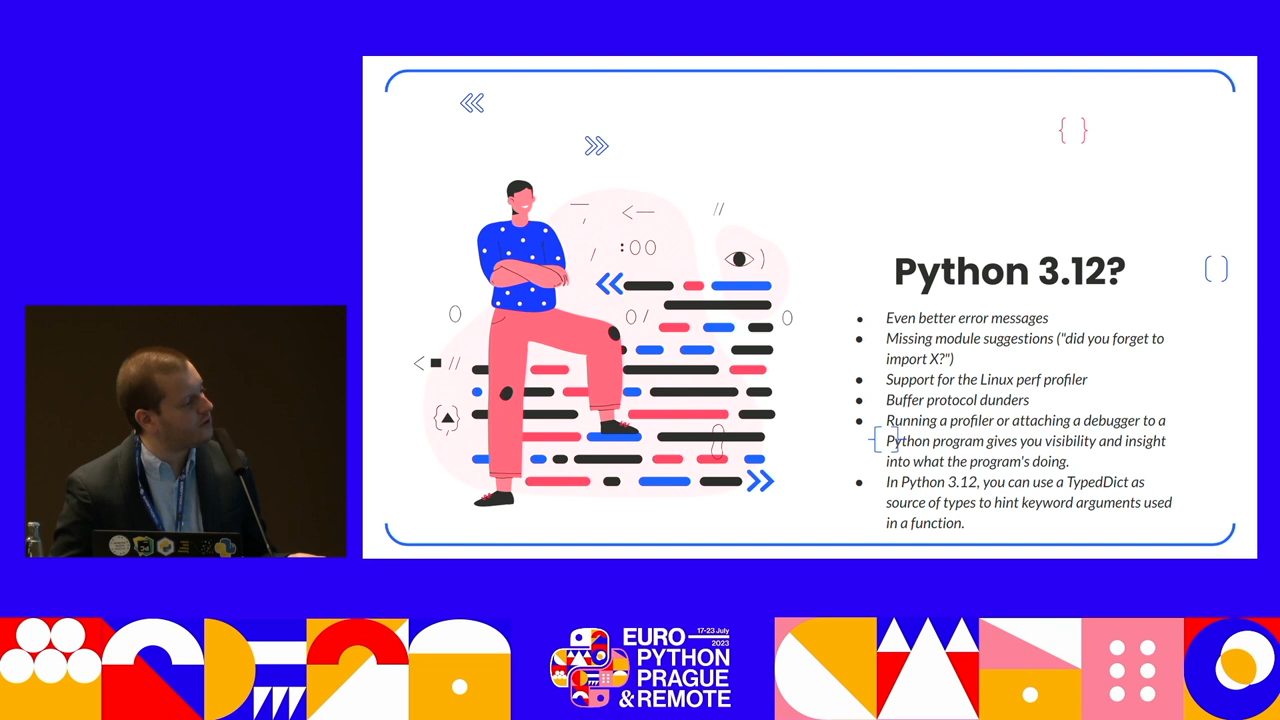 Python 3.12?
● Even better error messages
● Missing module suggestions ("did you forget to
import X?")
● Support for the Linux perf profiler
● Buffer protocol dunders
● Running a profiler or attaching a debugger to a
Python program gives you visibility and insight
into what the program's doing.
● In Python 3.12, you can use a TypedDict as
source of types to hint keyword arguments used
in a function.
EURO 17-23 July
2023
PYTHON
PRAGUE
& REMOTE